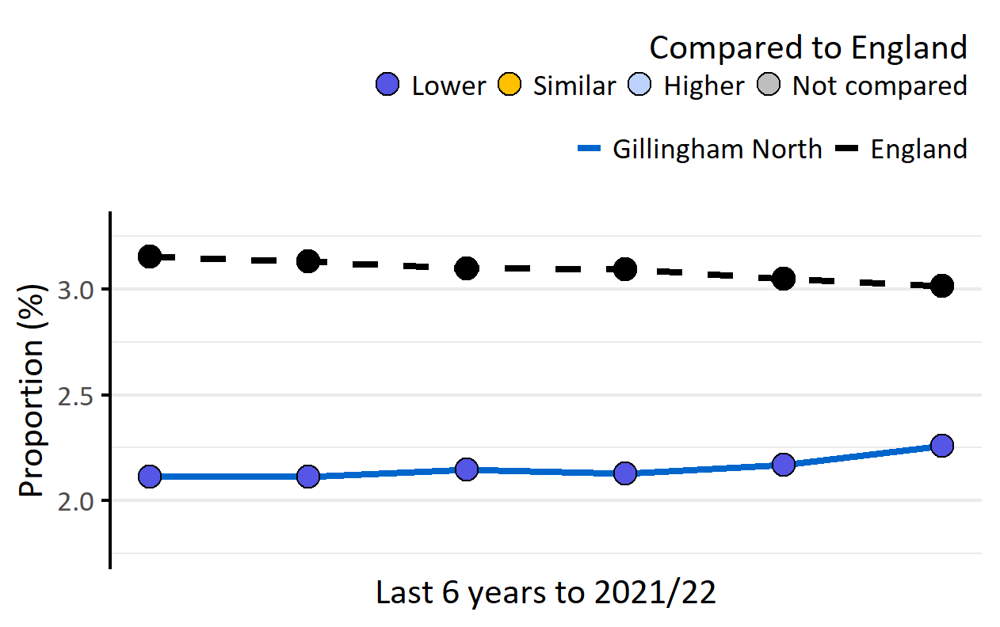 Compared to England
Lower Similar Higher Not compared
Gillingham North England
Proportion (%)
3.0
2.5
2.0
Last 6 years to 2021/22